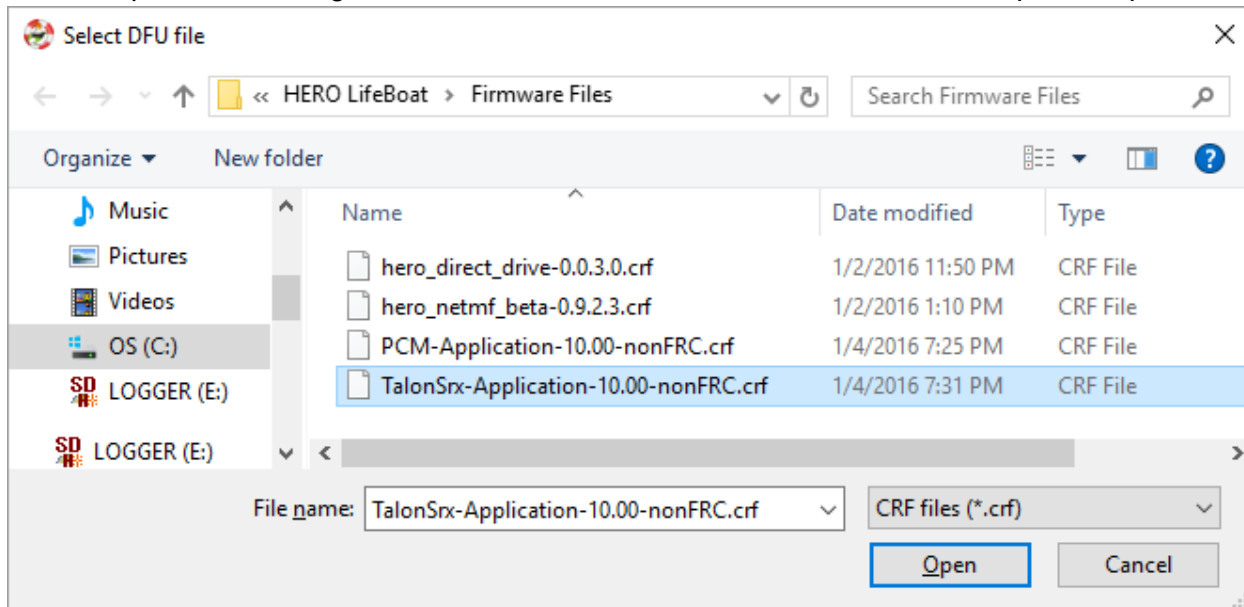 Select DFU file
« HERO LifeBoat › Firmware Files
Search Firmware Files
Organize
New folder
Name Date modified Type
Music
Pictures
Videos
OS (C:)
SD LOGGER (E:)
SD LOGGER (E:)
hero_direct_drive-0.0.3.0.crf 1/2/2016 11:50 PM CRF File
hero_netmf_beta-0.9.2.3.crf 1/2/2016 1:10 PM CRF File
PCM-Application-10.00-nonFRC.crf 1/4/2016 7:25 PM CRF File
TalonSrx-Application-10.00-nonFRC.crf 1/4/2016 7:31 PM CRF File
File name: TalonSrx-Application-10.00-nonFRC.crf CRF files (*.crf)
Open Cancel